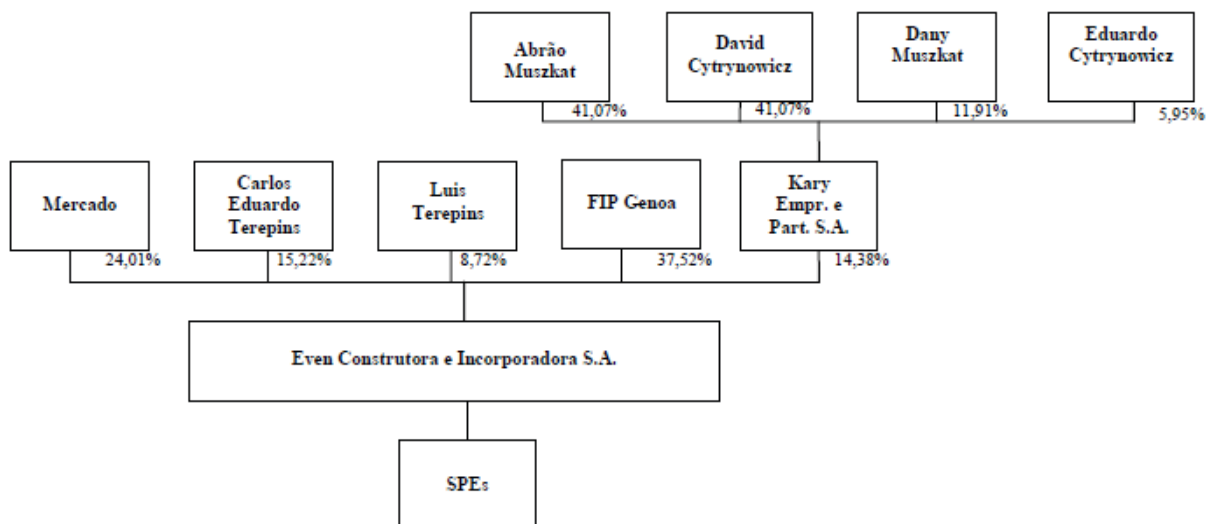 Abrão
Muszkat
David
Cytrynowicz
Dany
Muszkat
Eduardo
Cytrynowicz
41,07%
41,07%
11,91%
5,95%
Mercado
Carlos
Eduardo
Terepins
Luis
Terepins
FIP Genoa
Kary
Empr. e
Part. S.A.
24,01%
15,22%
8,72%
37,52%
14,38%
Even Construtora e Incorporadora S.A.
SPEs